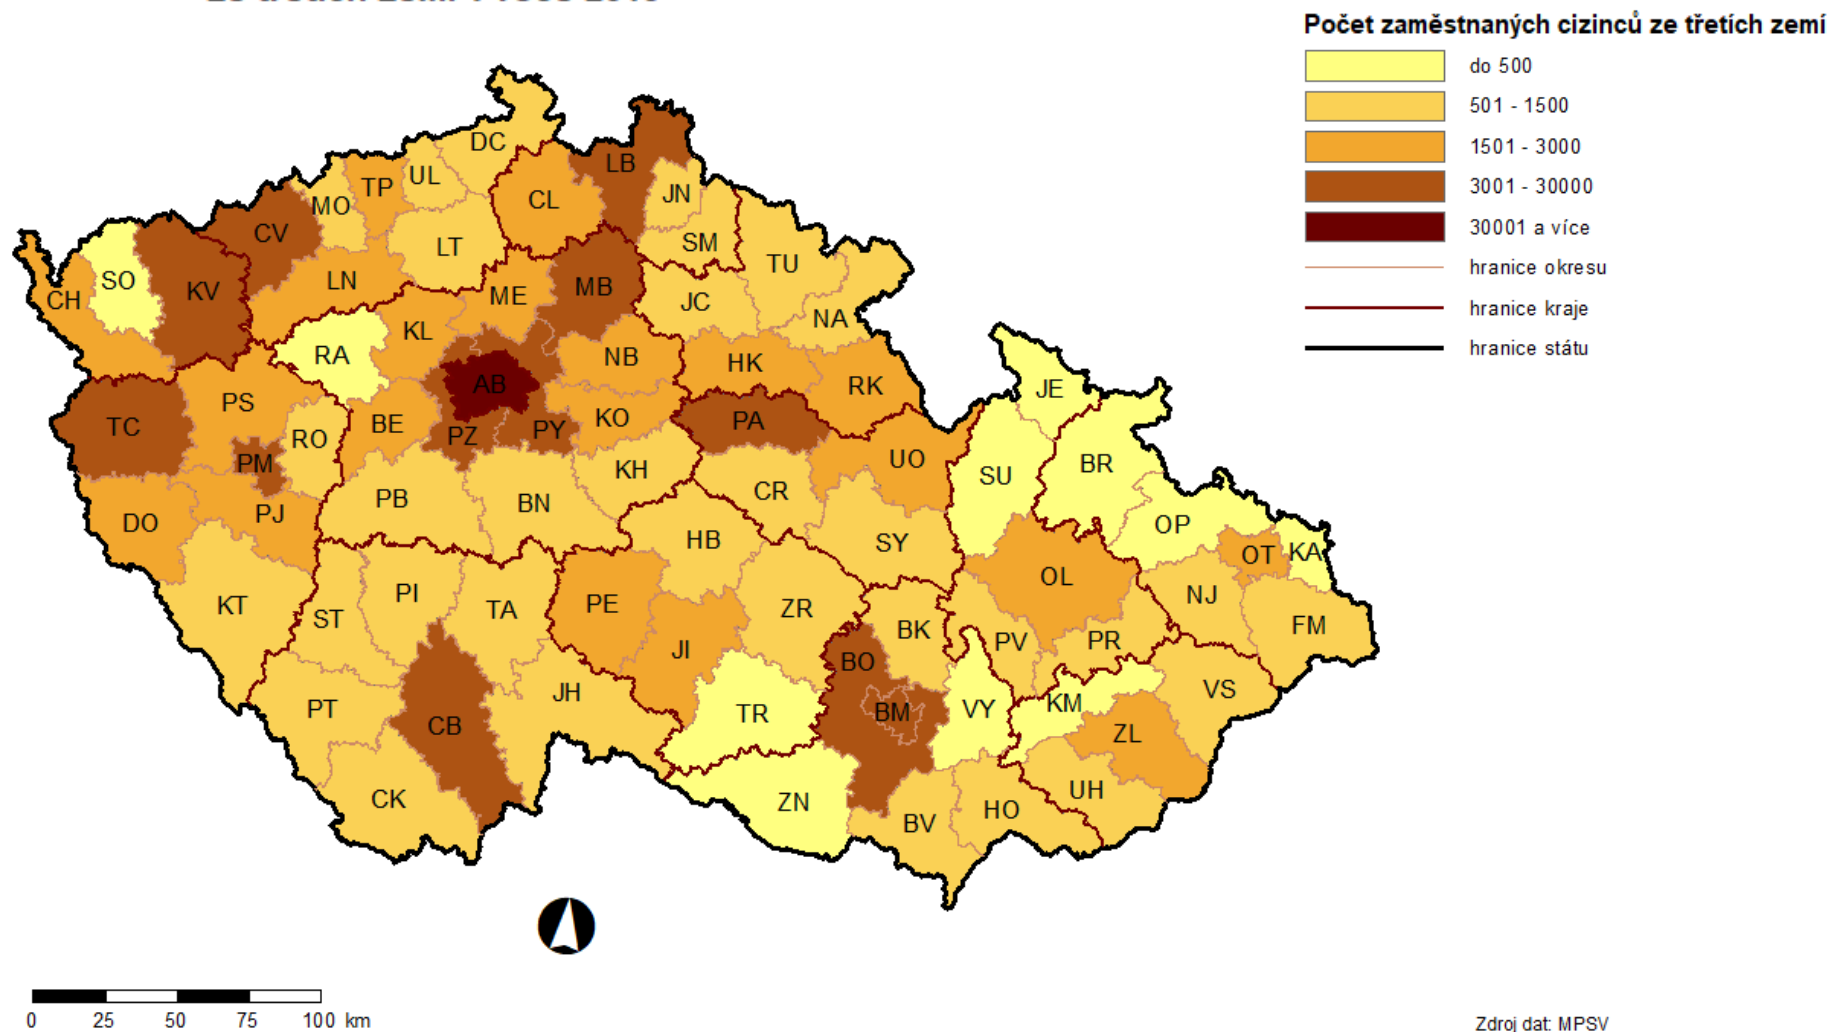 Počet zaměstnaných cizinců ze třetích zemí
do 500
501 - 1500
1501 - 3000
3001 - 30000
30001 a více
hranice okresu
hranice kraje
hranice státu
DC
LB
TP
UL
JN
MO
CL
CV
LT
SM
TU
SO
KV
CH
LN
ME
MB
JC
NA
KL
RA
NB
HK
RK
AB
JE
PS
TC
BE
KO
PA
RO
PZ
PY
PM
UO
BR
SU
KH
CR
PB
BN
DO
PJ
OP
HB
SY
OT
KA
OL
KT
PI
ST
TA
PE
ZR
NJ
FM
BK
PV
PR
JI
BO
VS
JH
PT
CB
TR
BM
VY
KM
ZL
CK
ZN
UH
BV
HO
0 25 50 75 100 km
Zdroj dat: MPSV